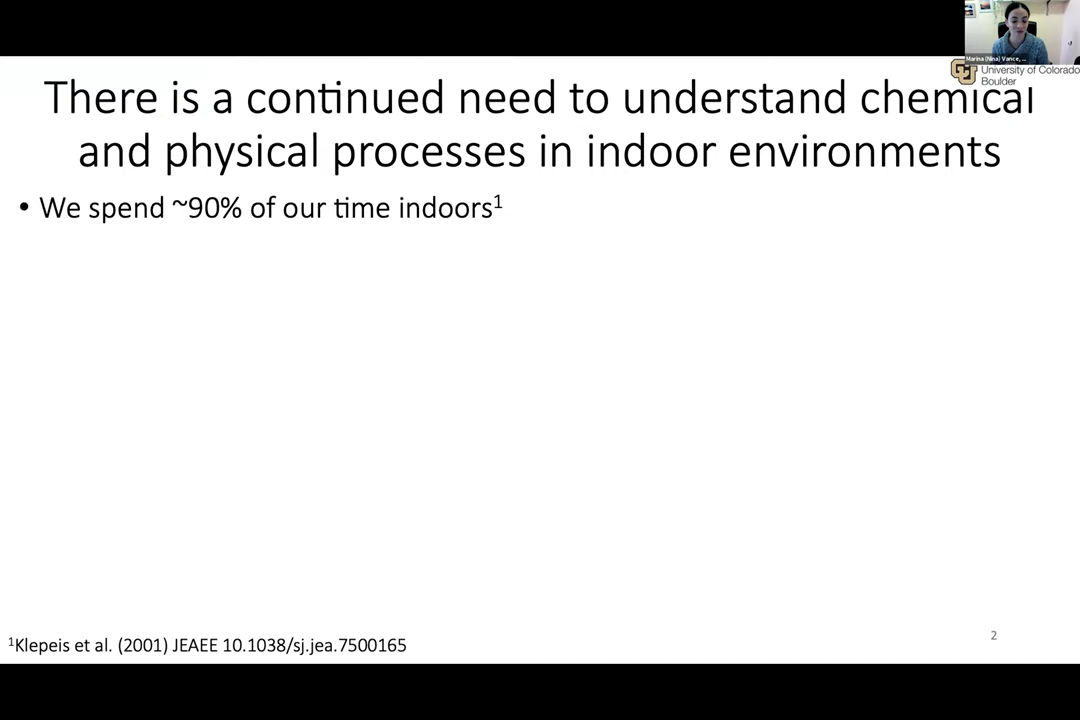 Marina (Nina) Vance, ...
University of Colorado
Boulder
There is a continued need to understand chemical
and physical processes in indoor environments
• We spend ~90% of our time indoors¹
¹Klepeis et al. (2001) JEAEE 10.1038/sj.jea.7500165
2